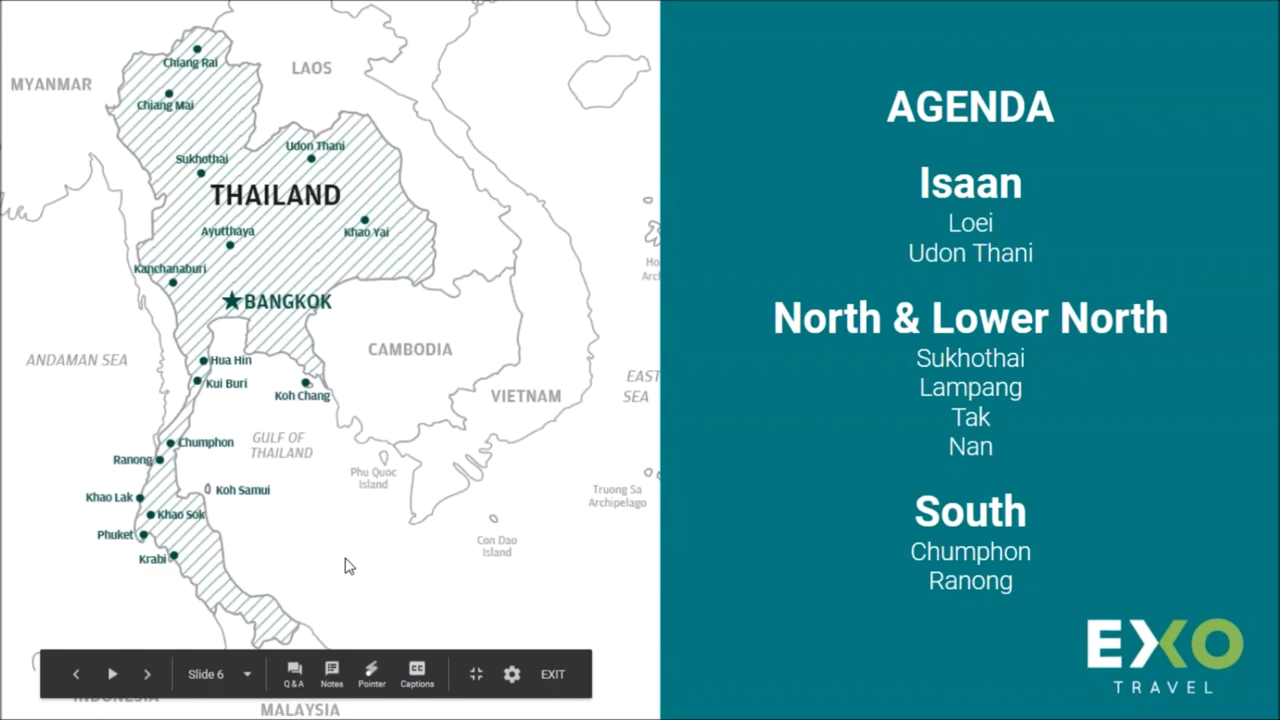 Chiang Rai
MYANMAR
LAOS
Chiang Mai
Udon Thani
Sukhothai
THAILAND
Ayutthaya
Khao Yai
Kanchanaburi
BANGKOK
ANDAMAN SEA
Hua Hin
CAMBODIA
Kui Buri
EAST
SEA
Koh Chang
VIETNAM
Chumphon
GULF OF
THAILAND
Ranong
Phu Quoc
Island
Khao Lak
Koh Samui
Truong Sa
Archipelago
Khao Sok
Phuket
Con Dao
Island
Krabi
INDONESIA
MALAYSIA
Slide 6
Q&A
Notes
Pointer
Captions
EXIT
AGENDA
Isaan
Loei
Udon Thani
North & Lower North
Sukhothai
Lampang
Tak
Nan
South
Chumphon
Ranong
EXO
TRAVEL